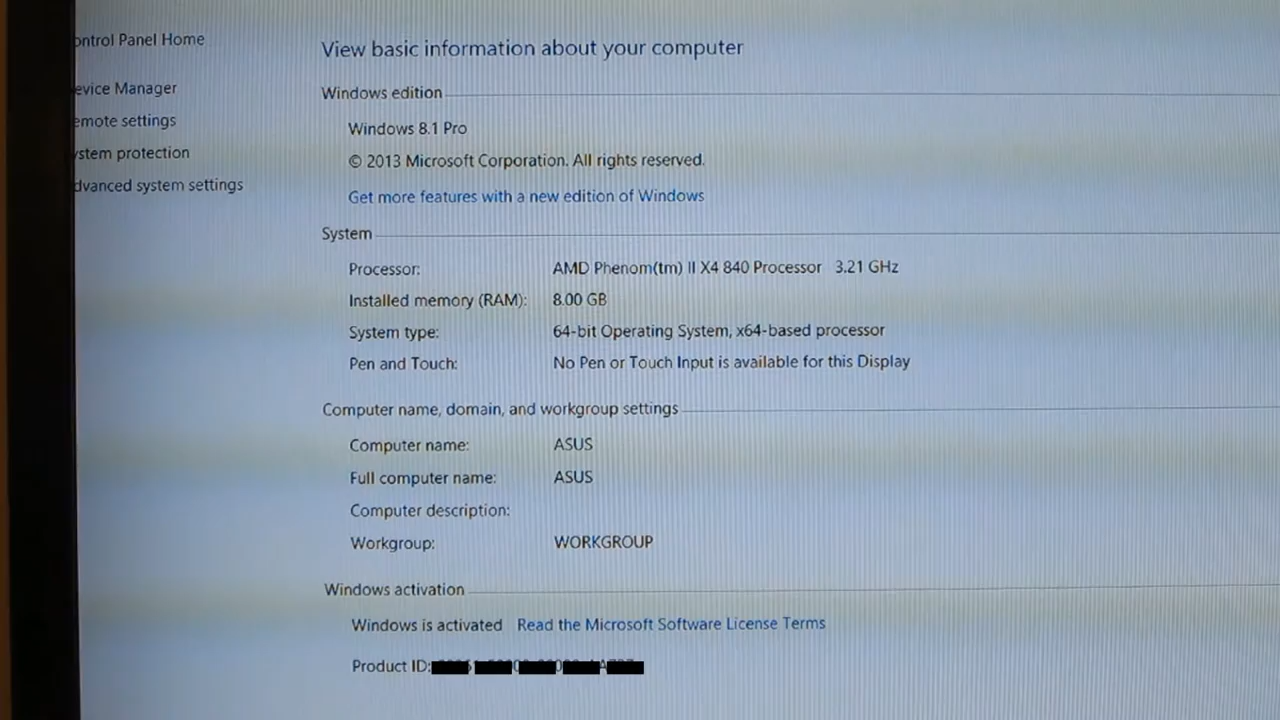 ontrol Panel Home
View basic information about your computer
evice Manager
Windows edition
emote settings
Windows 8.1 Pro
ystem protection
© 2013 Microsoft Corporation. All rights reserved.
dvanced system settings
Get more features with a new edition of Windows
System
Processor: AMD Phenom(tm) II X4 840 Processor 3.21 GHz
Installed memory (RAM): 8.00 GB
System type: 64-bit Operating System, x64-based processor
Pen and Touch: No Pen or Touch Input is available for this Display
Computer name, domain, and workgroup settings
Computer name: ASUS
Full computer name: ASUS
Computer description:
Workgroup: WORKGROUP
Windows activation
Windows is activated Read the Microsoft Software License Terms
Product ID: